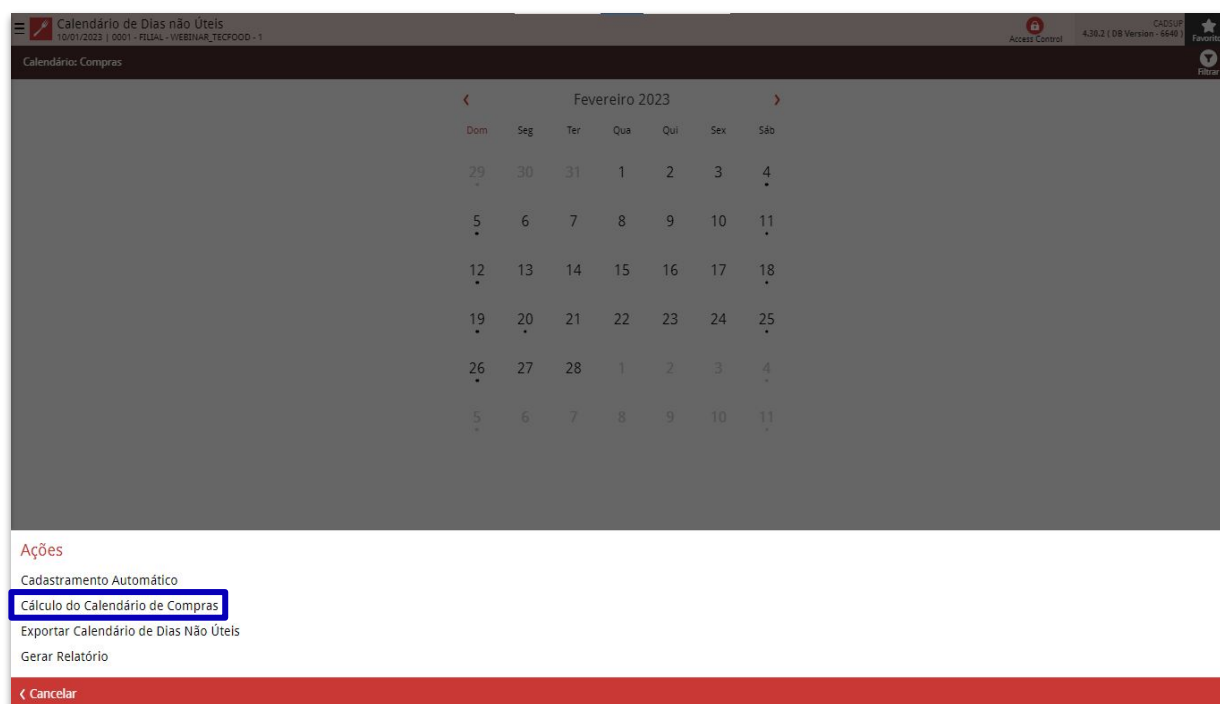 Calendário de Dias não Úteis
10/01/2023 | 0001 - FILIAL - WEBINAR_TECFOOD - 1
Access Control
CADSUP
4.30.2 ( DB Version - 6640 )
Favorito
Calendário: Compras
Filtrar
Fevereiro 2023
Dom Seg Ter Qua Qui Sex Sáb
29 30 31 1 2 3 4
5 6 7 8 9 10 11
12 13 14 15 16 17 18
19 20 21 22 23 24 25
26 27 28 1 2 3 4
5 6 7 8 9 10 11
Ações
Cadastramento Automático
Cálculo do Calendário de Compras
Exportar Calendário de Dias Não Úteis
Gerar Relatório
Cancelar